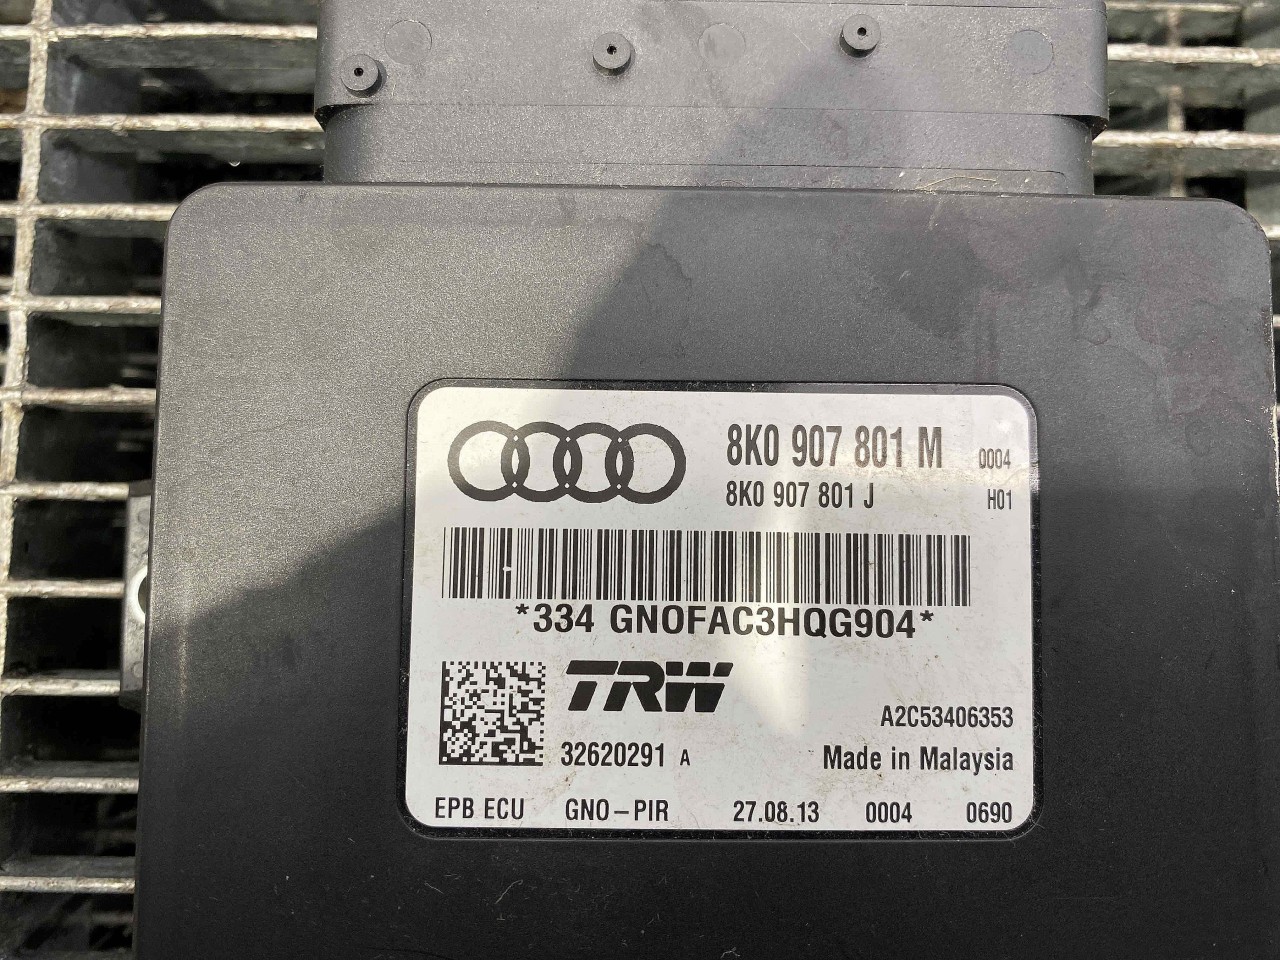 8K0 907 801 M 0004
8K0 907 801 J H01
*334 GNOFAC3HQG904*
TRW
A2C53406353
32620291 A Made in Malaysia
EPB ECU GNO-PIR 27.08.13 0004 0690